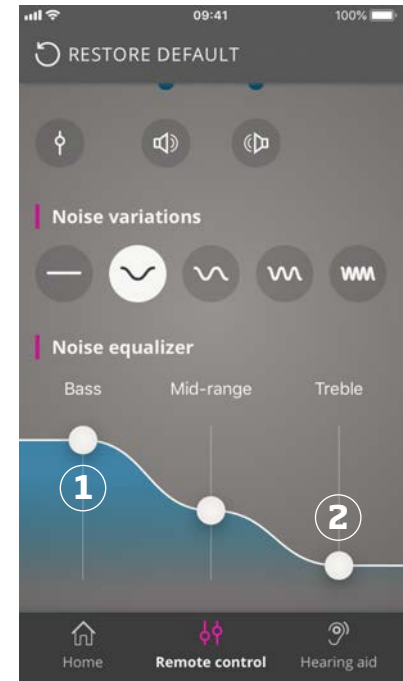 09:41 100%
RESTORE DEFAULT
Noise variations
Noise equalizer
Bass Mid-range Treble
1
2
Home Remote control Hearing aid